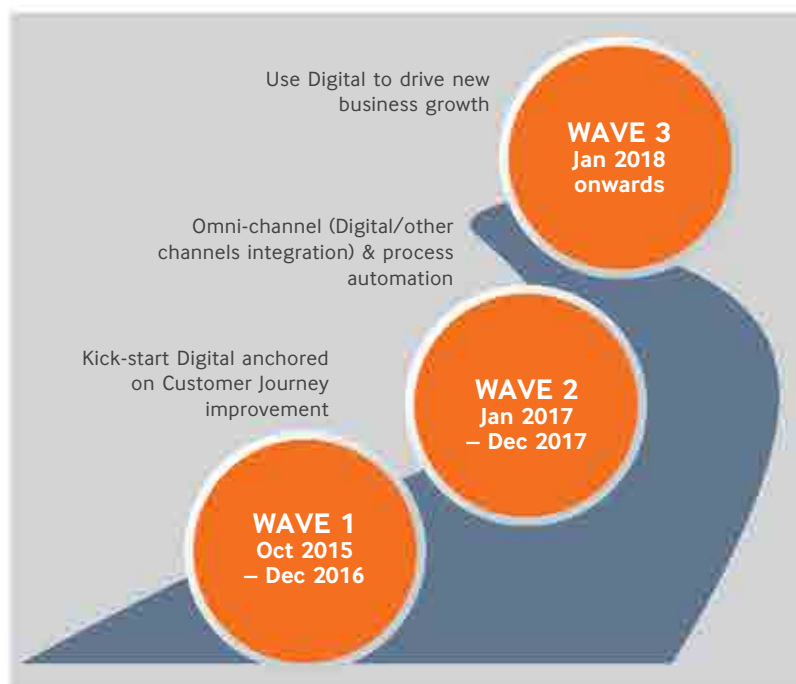 Use Digital to drive new
business growth
WAVE 3
Jan 2018
onwards
Omni-channel (Digital/other
channels integration) & process
automation
WAVE 2
Jan 2017
– Dec 2017
Kick-start Digital anchored
on Customer Journey
improvement
WAVE 1
Oct 2015
– Dec 2016